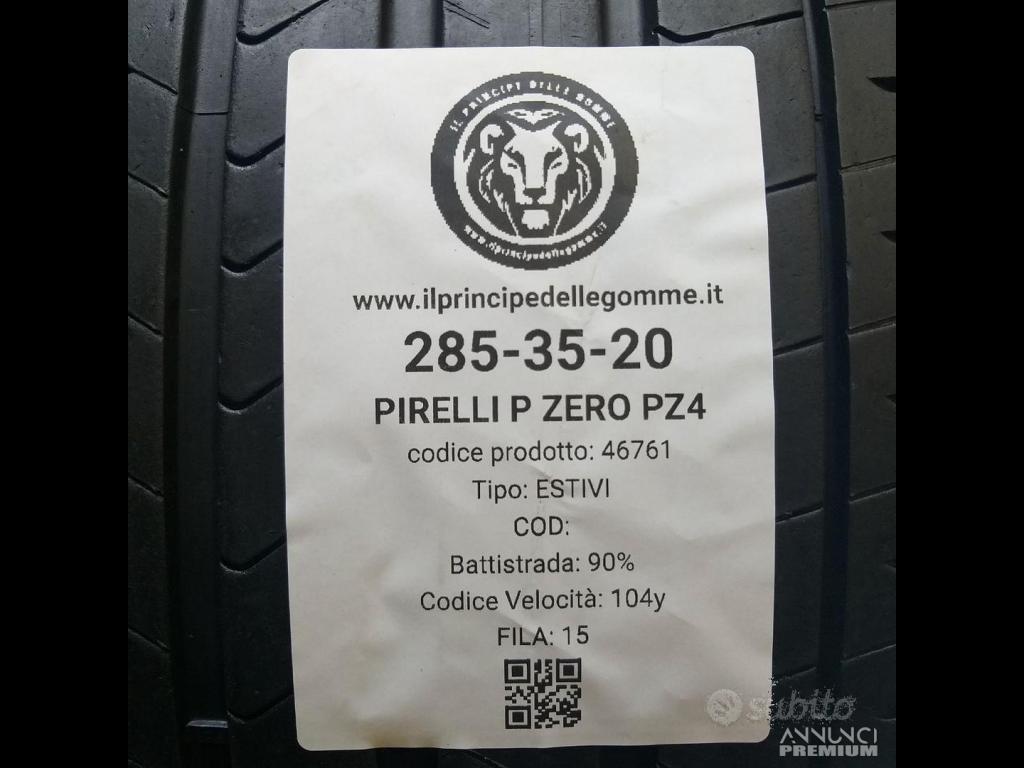 IL PRINCIPE DELLE GOMME
www.ilprincipedellegomme.it
www.ilprincipedellegomme.it
285-35-20
PIRELLI P ZERO PZ4
codice prodotto: 46761
Tipo: ESTIVI
COD:
Battistrada: 90%
Codice Velocità: 104y
FILA: 15
subito
ANNUNCI
PREMIUM